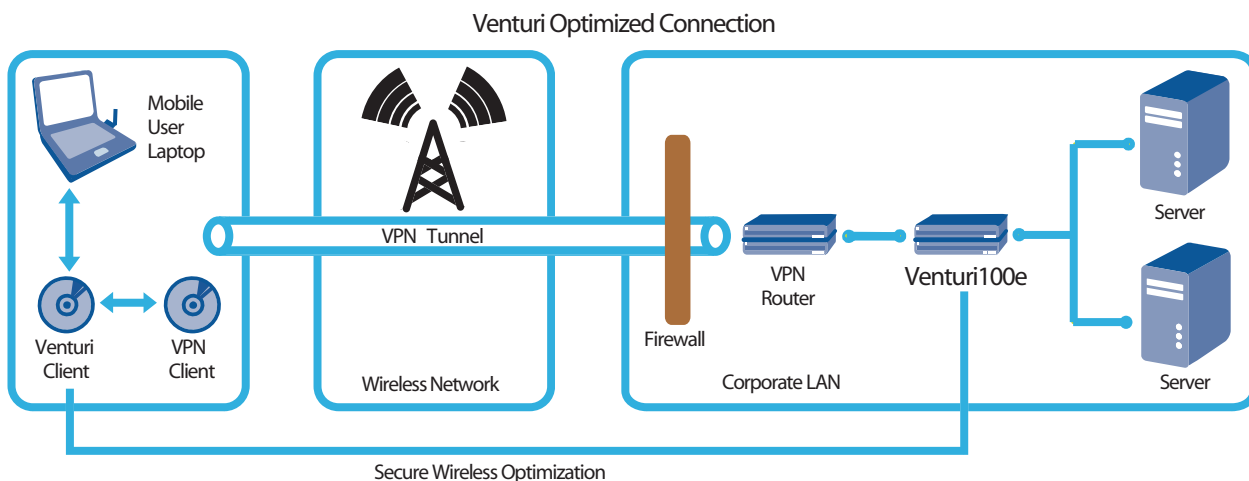 Venturi Optimized Connection
Mobile
User
Laptop
Venturi
Client
VPN
Client
VPN Tunnel
Wireless Network
Firewall
VPN
Router
Venturi100e
Server
Server
Corporate LAN
Secure Wireless Optimization